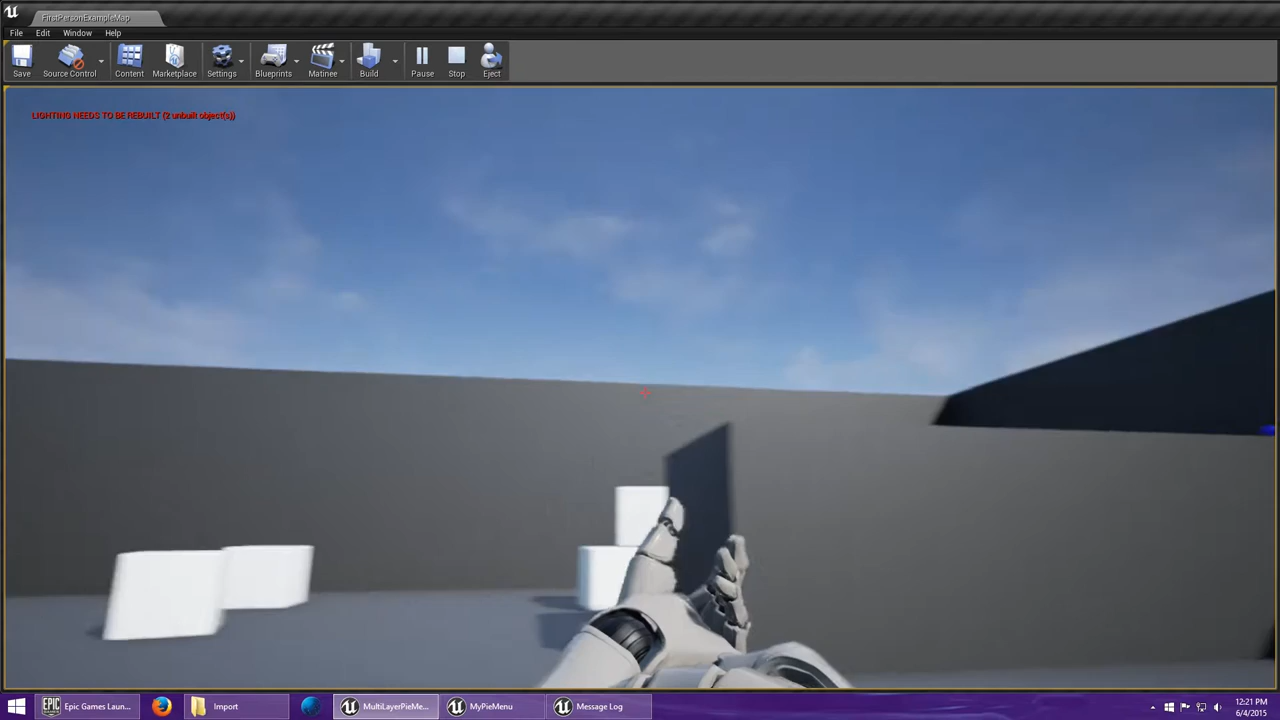 FirstPersonExampleMap
File Edit Window Help
Save Source Control Content Marketplace Settings Blueprints Matinee Build Pause Stop Eject
LIGHTING NEEDS TO BE REBUILT (2 unbuilt object(s))
Epic Games Laun... Import MultiLayerPieMe... MyPieMenu Message Log
12:21 PM
6/4/2015